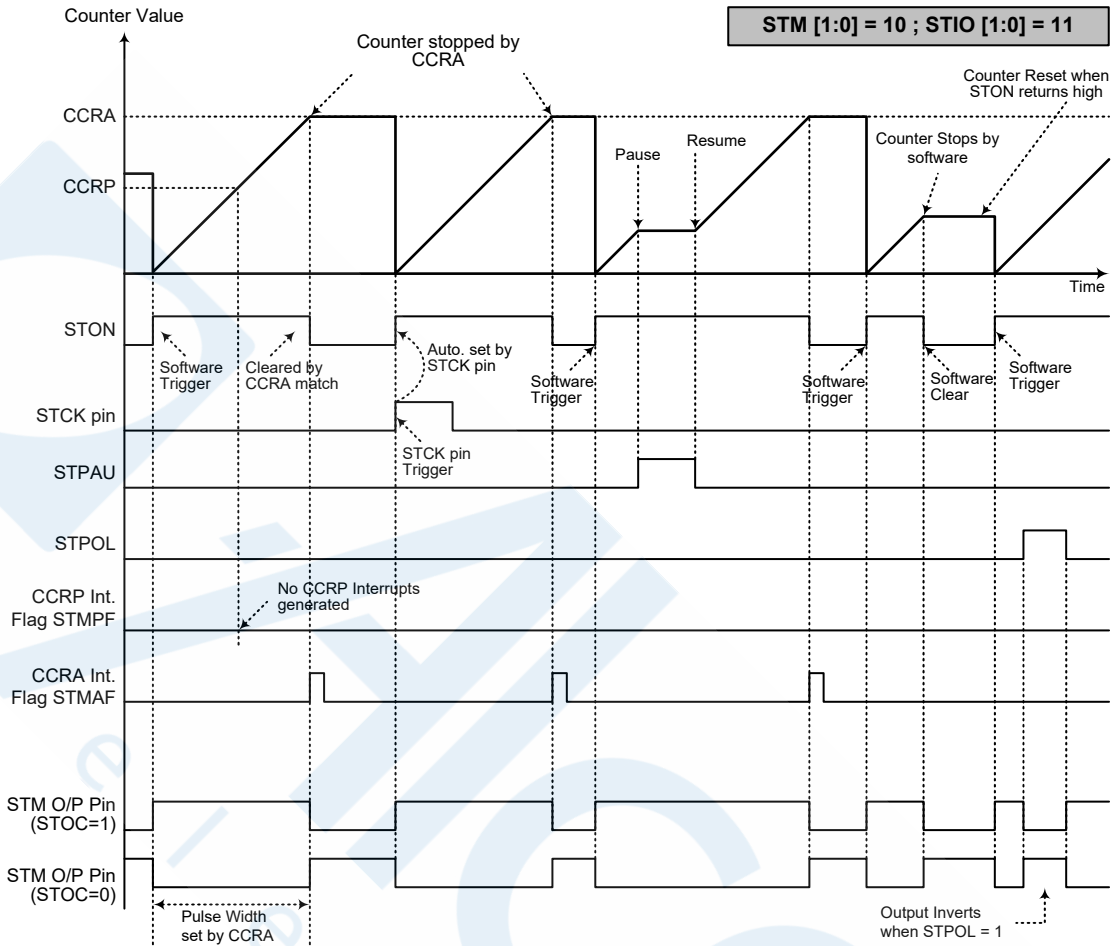 Counter Value
STM [1:0] = 10 ; STIO [1:0] = 11
Counter stopped by
CCRA
Counter Reset when
STON returns high
CCRA
Pause
Resume
Counter Stops by
software
CCRP
Time
STON
Software
Trigger
Cleared by
CCRA match
Auto. set by
STCK pin
Software
Trigger
Software
Trigger
Software
Clear
Software
Trigger
STCK pin
STCK pin
Trigger
STPAU
STPOL
CCRP Int.
Flag STMPF
No CCRP Interrupts
generated
CCRA Int.
Flag STMAF
STM O/P Pin
(STOC=1)
STM O/P Pin
(STOC=0)
Pulse Width
set by CCRA
Output Inverts
when STPOL = 1